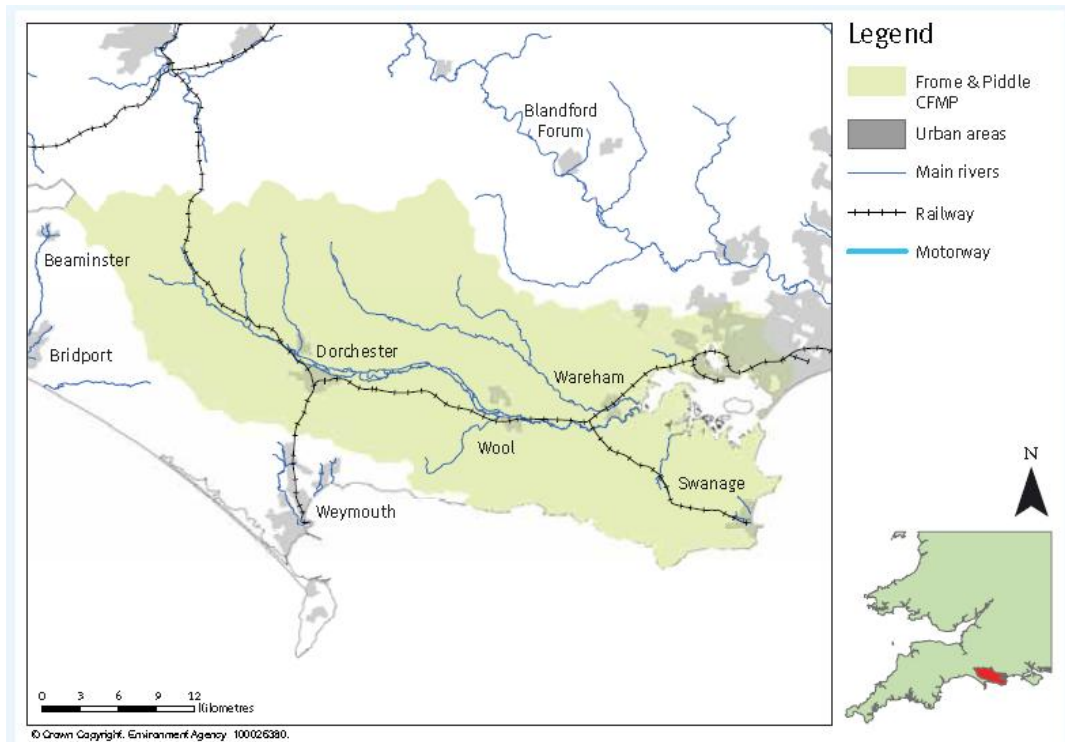 Legend
Frome & Piddle
CFMP
Urban areas
Main rivers
Railway
Motorway
Blandford
Forum
Beaminster
Bridport
Dorchester
Wareham
Wool
Swanage
Weymouth
N
0 3 6 9 12
Kilometres
© Crown Copyright. Environment Agency 100026380.